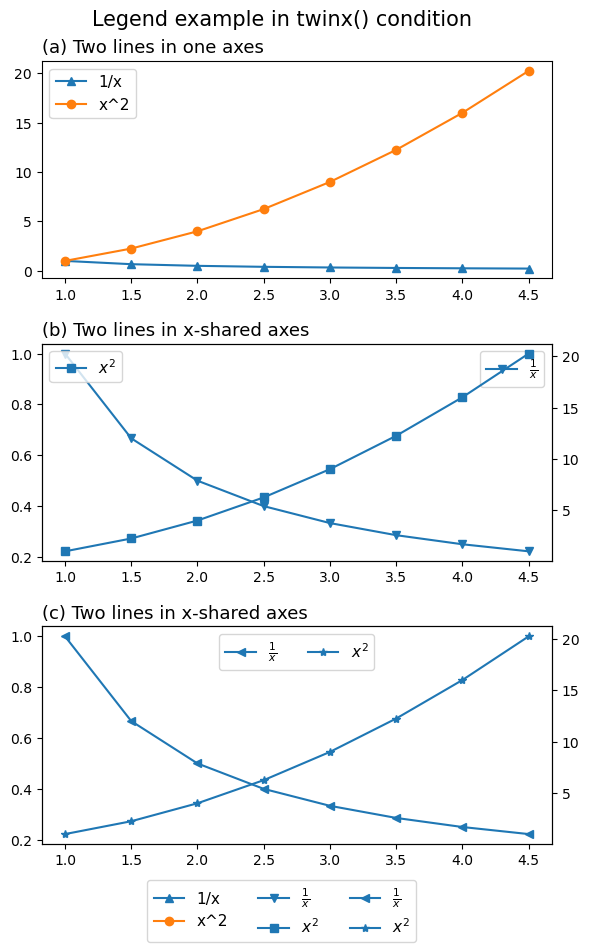 Legend example in twinx() condition
(a) Two lines in one axes
1/x
x^2
20
15
10
5
0
1.0 1.5 2.0 2.5 3.0 3.5 4.0 4.5
(b) Two lines in x-shared axes
x²
1/x
1.0
0.8
0.6
0.4
0.2
20
15
10
5
1.0 1.5 2.0 2.5 3.0 3.5 4.0 4.5
(c) Two lines in x-shared axes
1/x x²
1.0
0.8
0.6
0.4
0.2
20
15
10
5
1.0 1.5 2.0 2.5 3.0 3.5 4.0 4.5
1/x 1/x 1/x
x^2 x² x²